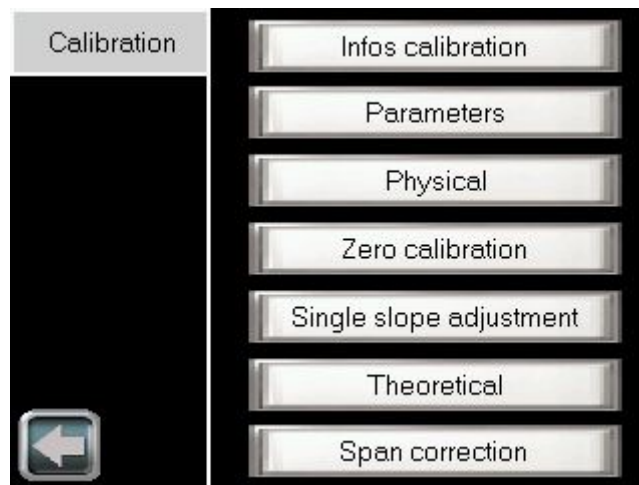 Calibration
Infos calibration
Parameters
Physical
Zero calibration
Single slope adjustment
Theoretical
Span correction